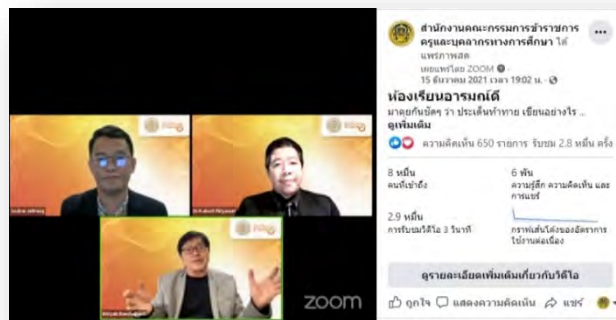 สำนักงานคณะกรรมการข้าราชการ
ครูและบุคลากรทางการศึกษา ได้
แพร่ภาพสด
เผยแพร่โดย ZOOM
15 ธันวาคม 2021 เวลา 19:02 น.
ห้องเรียนอารมณ์ดี
มาคุยกันชัดๆ ว่า ประเด็นท้าทาย เขียนอย่างไร ...
ดูเพิ่มเติม
ความคิดเห็น 650 รายการ รับชม 2.8 หมื่น ครั้ง
8 หมื่น
คนที่เข้าถึง
6 พัน
ความรู้สึก ความคิดเห็น และ
การแชร์
2.9 หมื่น
การรับชมวิดีโอ 3 วินาที
กราฟเส้นโค้งของอัตราการ
ใช้งานต่อเนื่อง
ดูรายละเอียดเพิ่มเติมเกี่ยวกับวิดีโอ
ถูกใจ แสดงความคิดเห็น แชร์
zoom